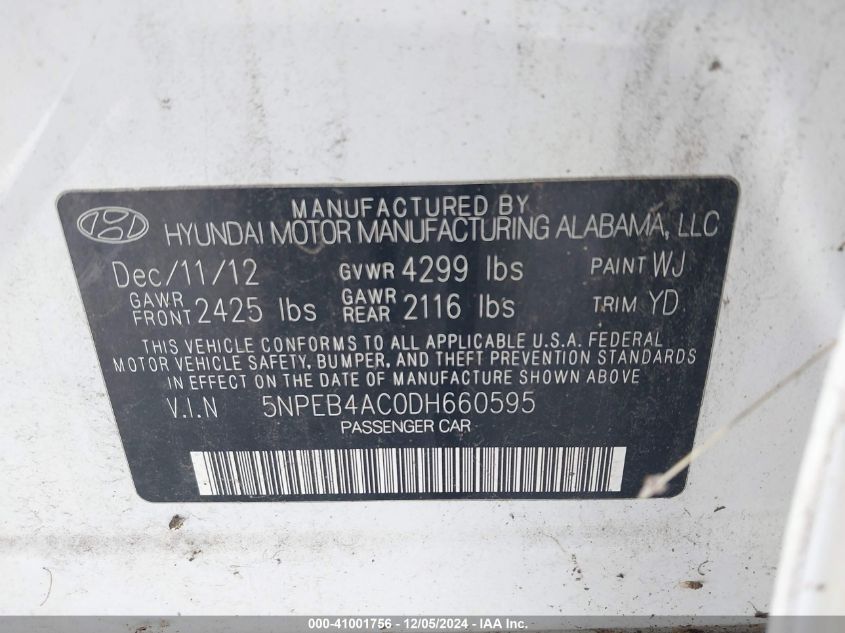 MANUFACTURED BY
HYUNDAI MOTOR MANUFACTURING ALABAMA, LLC
Dec/11/12 GVWR 4299 lbs PAINT WJ
GAWR FRONT 2425 lbs GAWR REAR 2116 lbs TRIM YD
THIS VEHICLE CONFORMS TO ALL APPLICABLE U.S.A. FEDERAL
MOTOR VEHICLE SAFETY, BUMPER, AND THEFT PREVENTION STANDARDS
IN EFFECT ON THE DATE OF MANUFACTURE SHOWN ABOVE
V.I.N 5NPEB4AC0DH660595
PASSENGER CAR
000-41001756 - 12/05/2024 - IAA Inc.